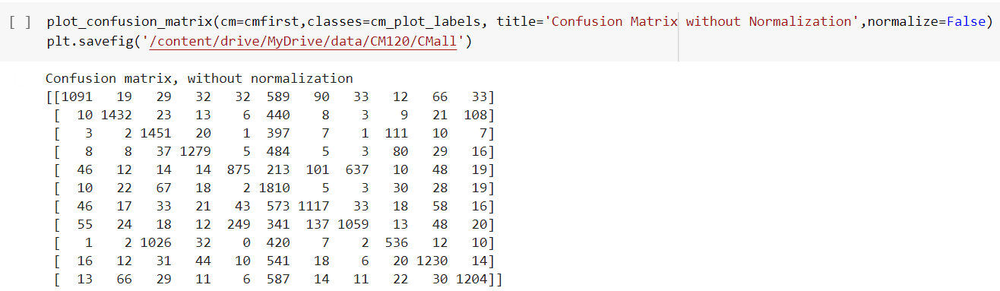 [ ] plot_confusion_matrix(cm=cmfirst,classes=cm_plot_labels, title='Confusion Matrix without Normalization',normalize=False)
plt.savefig('/content/drive/MyDrive/data/CM120/CMall')
Confusion matrix, without normalization
[[1091 19 29 32 32 589 90 33 12 66 33]
[ 10 1432 23 13 6 440 8 3 9 21 108]
[ 3 2 1451 20 1 397 7 1 111 10 7]
[ 8 8 37 1279 5 484 5 3 80 29 16]
[ 46 12 14 14 875 213 101 637 10 48 19]
[ 10 22 67 18 2 1810 5 3 30 28 19]
[ 46 17 33 21 43 573 1117 33 18 58 16]
[ 55 24 18 12 249 341 137 1059 13 48 20]
[ 1 2 1026 32 0 420 7 2 536 12 10]
[ 16 12 31 44 10 541 18 6 20 1230 14]
[ 13 66 29 11 6 587 14 11 22 30 1204]]